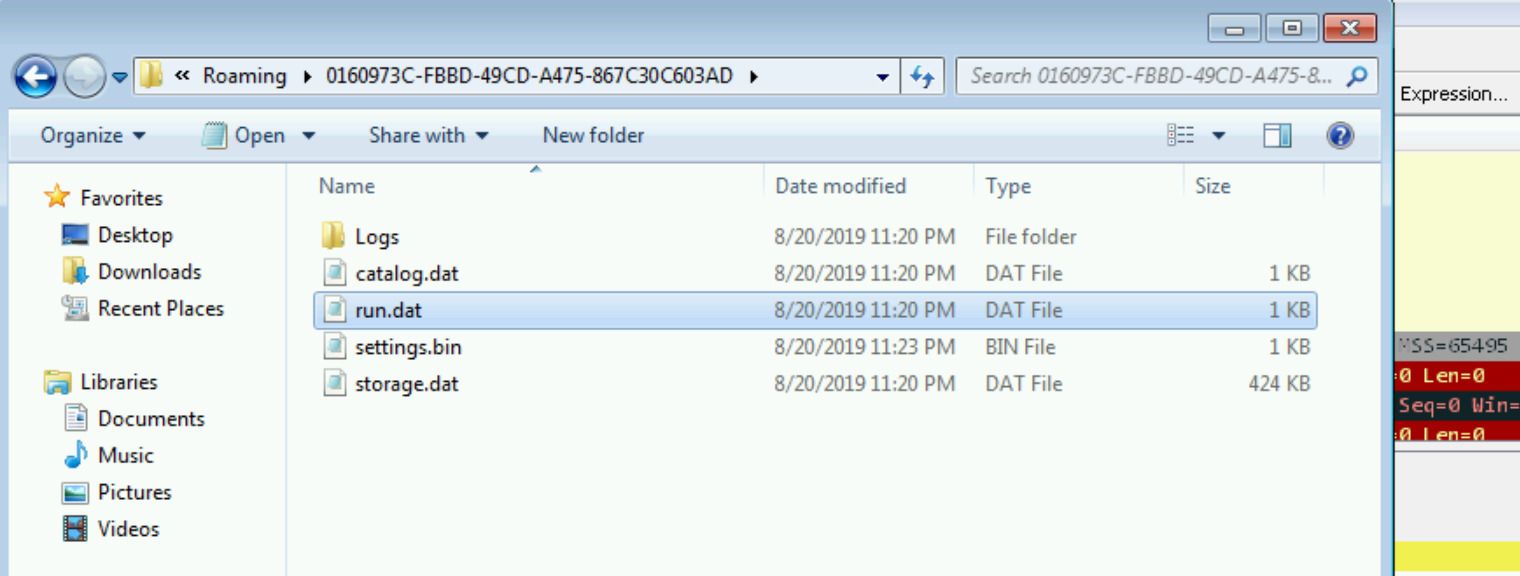 « Roaming ▸ 0160973C-FBBD-49CD-A475-867C30C603AD ▸ Search 0160973C-FBBD-49CD-A475-8...
Expression...
Organize Open Share with New folder
Name Date modified Type Size
Favorites
Desktop
Downloads
Recent Places
Libraries
Documents
Music
Pictures
Videos
Logs 8/20/2019 11:20 PM File folder
catalog.dat 8/20/2019 11:20 PM DAT File 1 KB
run.dat 8/20/2019 11:20 PM DAT File 1 KB
settings.bin 8/20/2019 11:23 PM BIN File 1 KB
storage.dat 8/20/2019 11:20 PM DAT File 424 KB
MSS=65495
=0 Len=0
Seq=0 Win=
=0 Len=0